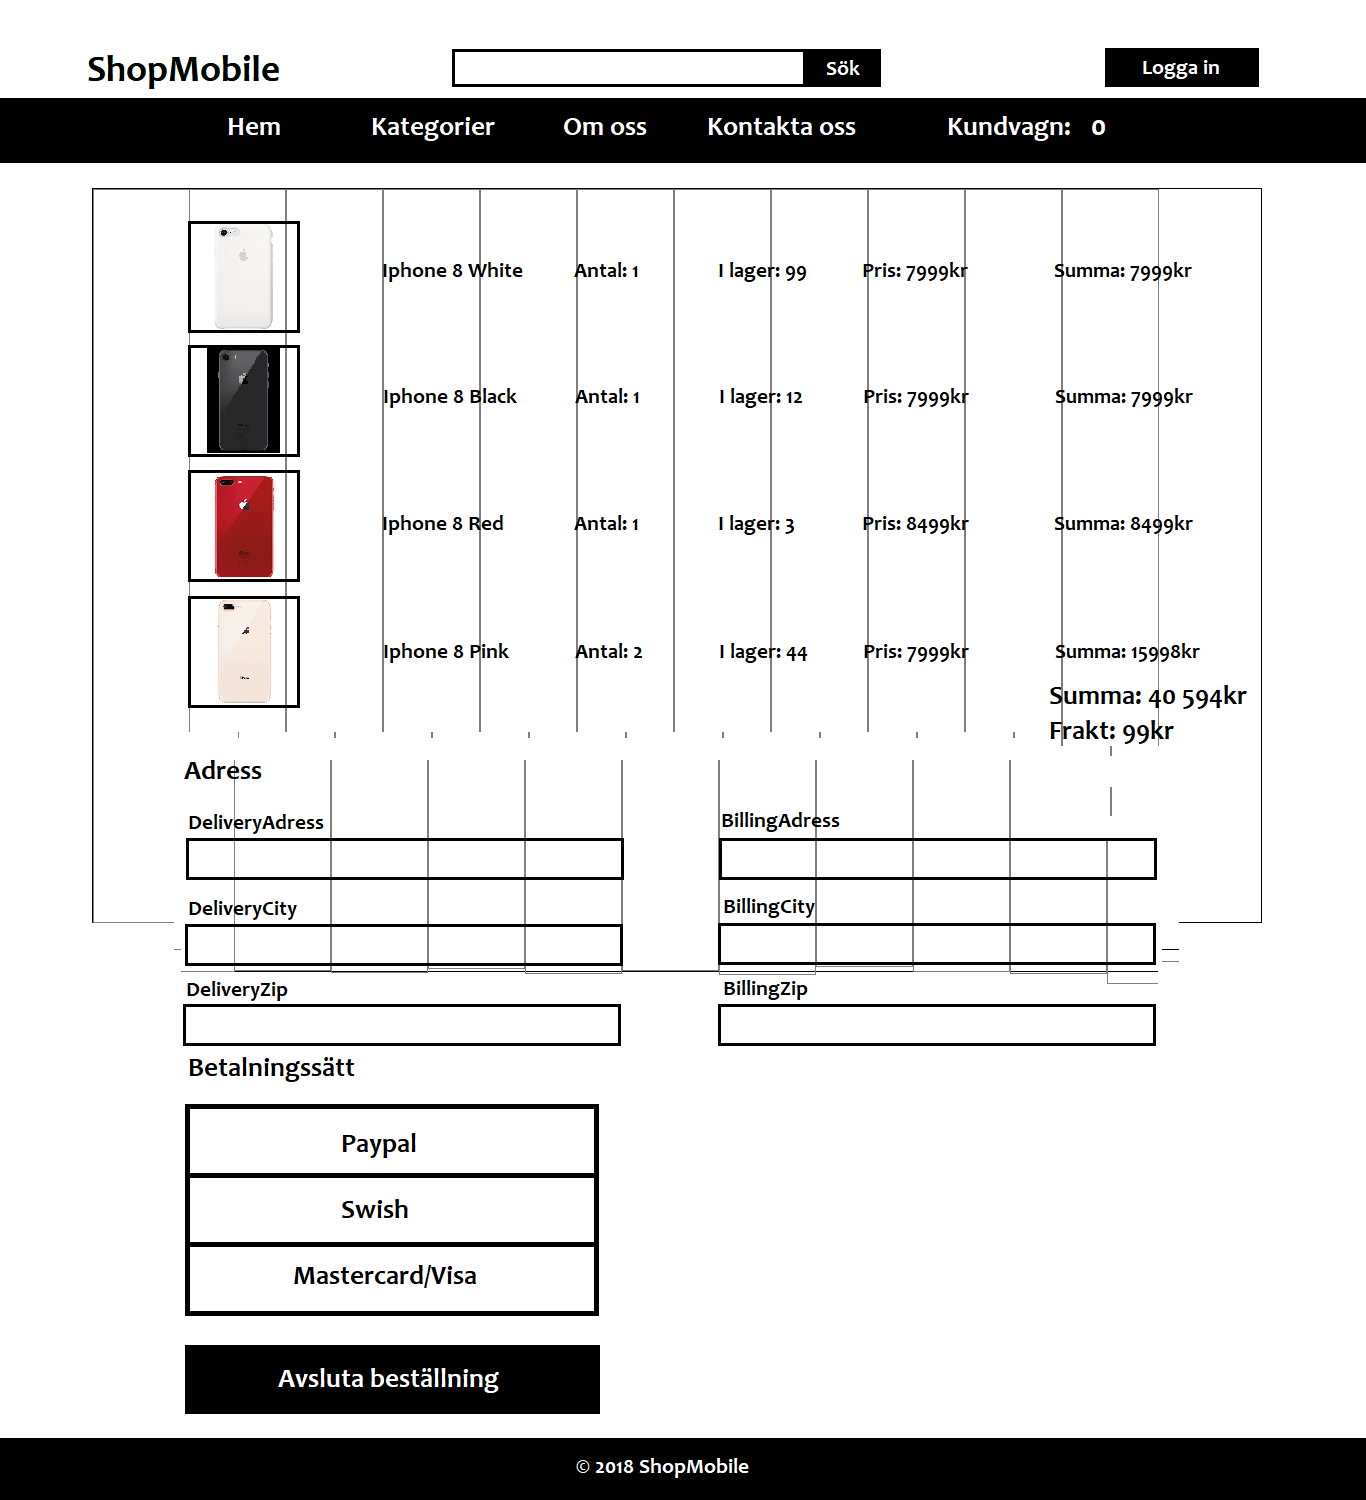 ShopMobile
Sök
Logga in
Hem Kategorier Om oss Kontakta oss Kundvagn: 0
Iphone 8 White Antal: 1 I lager: 99 Pris: 7999kr Summa: 7999kr
Iphone 8 Black Antal: 1 I lager: 12 Pris: 7999kr Summa: 7999kr
Iphone 8 Red Antal: 1 I lager: 3 Pris: 8499kr Summa: 8499kr
Iphone 8 Pink Antal: 2 I lager: 44 Pris: 7999kr Summa: 15998kr
Summa: 40 594kr
Frakt: 99kr
Adress
DeliveryAdress BillingAdress
DeliveryCity BillingCity
DeliveryZip BillingZip
Betalningssätt
Paypal
Swish
Mastercard/Visa
Avsluta beställning
© 2018 ShopMobile